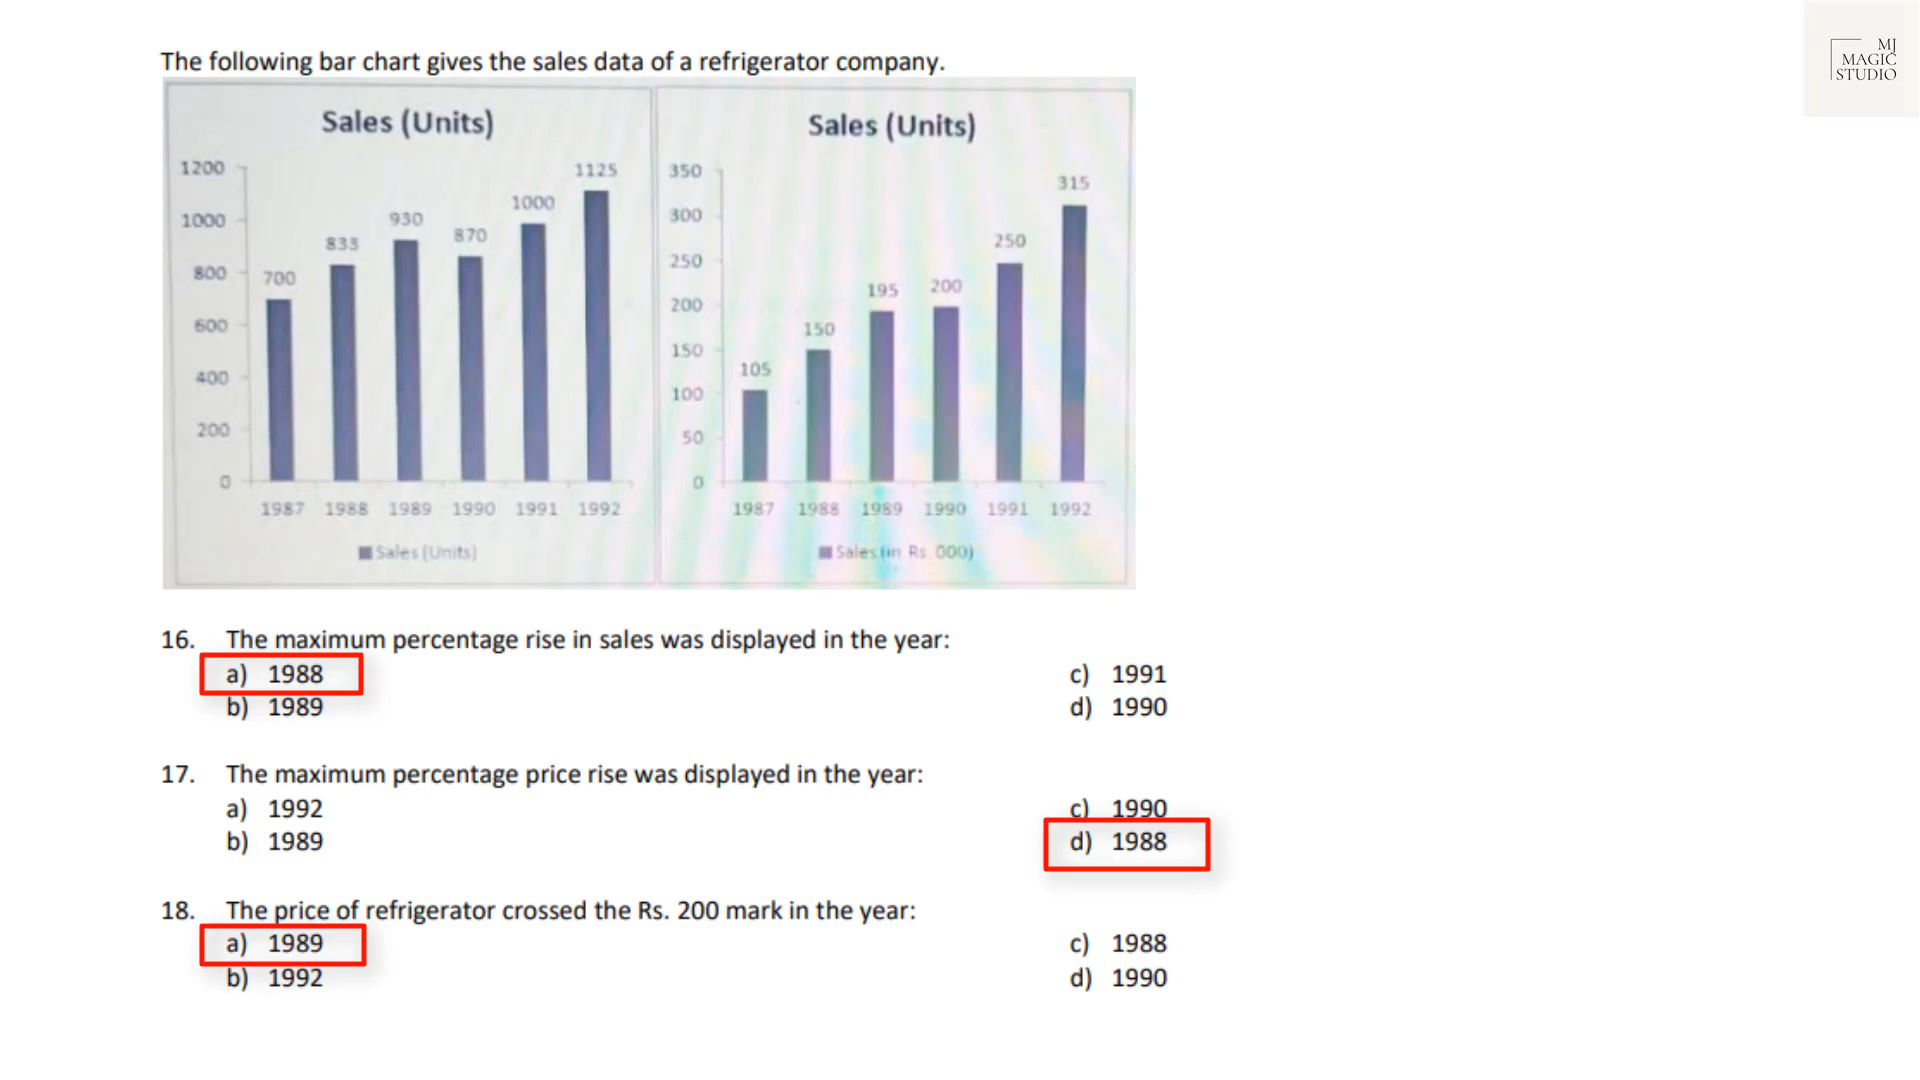 MJ
MAGIC
STUDIO
The following bar chart gives the sales data of a refrigerator company.
Sales (Units)
1200
1000
800
600
400
200
0
700
833
930
870
1000
1125
1987 1988 1989 1990 1991 1992
Sales (Units)
Sales (Units)
350
300
250
200
150
100
50
0
105
150
195
200
250
315
1987 1988 1989 1990 1991 1992
Sales (in Rs. 000)
16. The maximum percentage rise in sales was displayed in the year:
a) 1988
b) 1989
c) 1991
d) 1990
17. The maximum percentage price rise was displayed in the year:
a) 1992
b) 1989
c) 1990
d) 1988
18. The price of refrigerator crossed the Rs. 200 mark in the year:
a) 1989
b) 1992
c) 1988
d) 1990